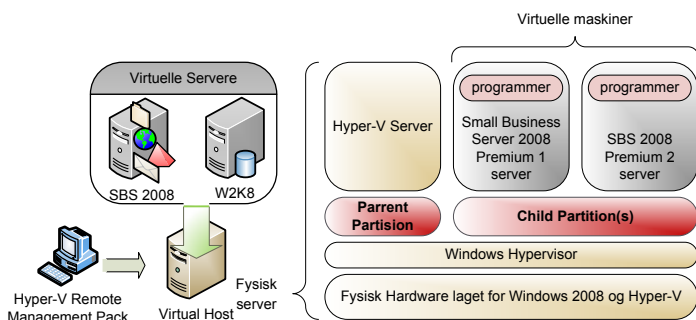 Virtuelle maskiner
Virtuelle Servere
SBS 2008
W2K8
Hyper-V Remote
Management Pack
Virtual Host
Fysisk
server
Hyper-V Server
programmer
Small Business
Server 2008
Premium 1
server
programmer
SBS 2008
Premium 2
server
Parrent
Partision
Child Partition(s)
Windows Hypervisor
Fysisk Hardware laget for Windows 2008 og Hyper-V